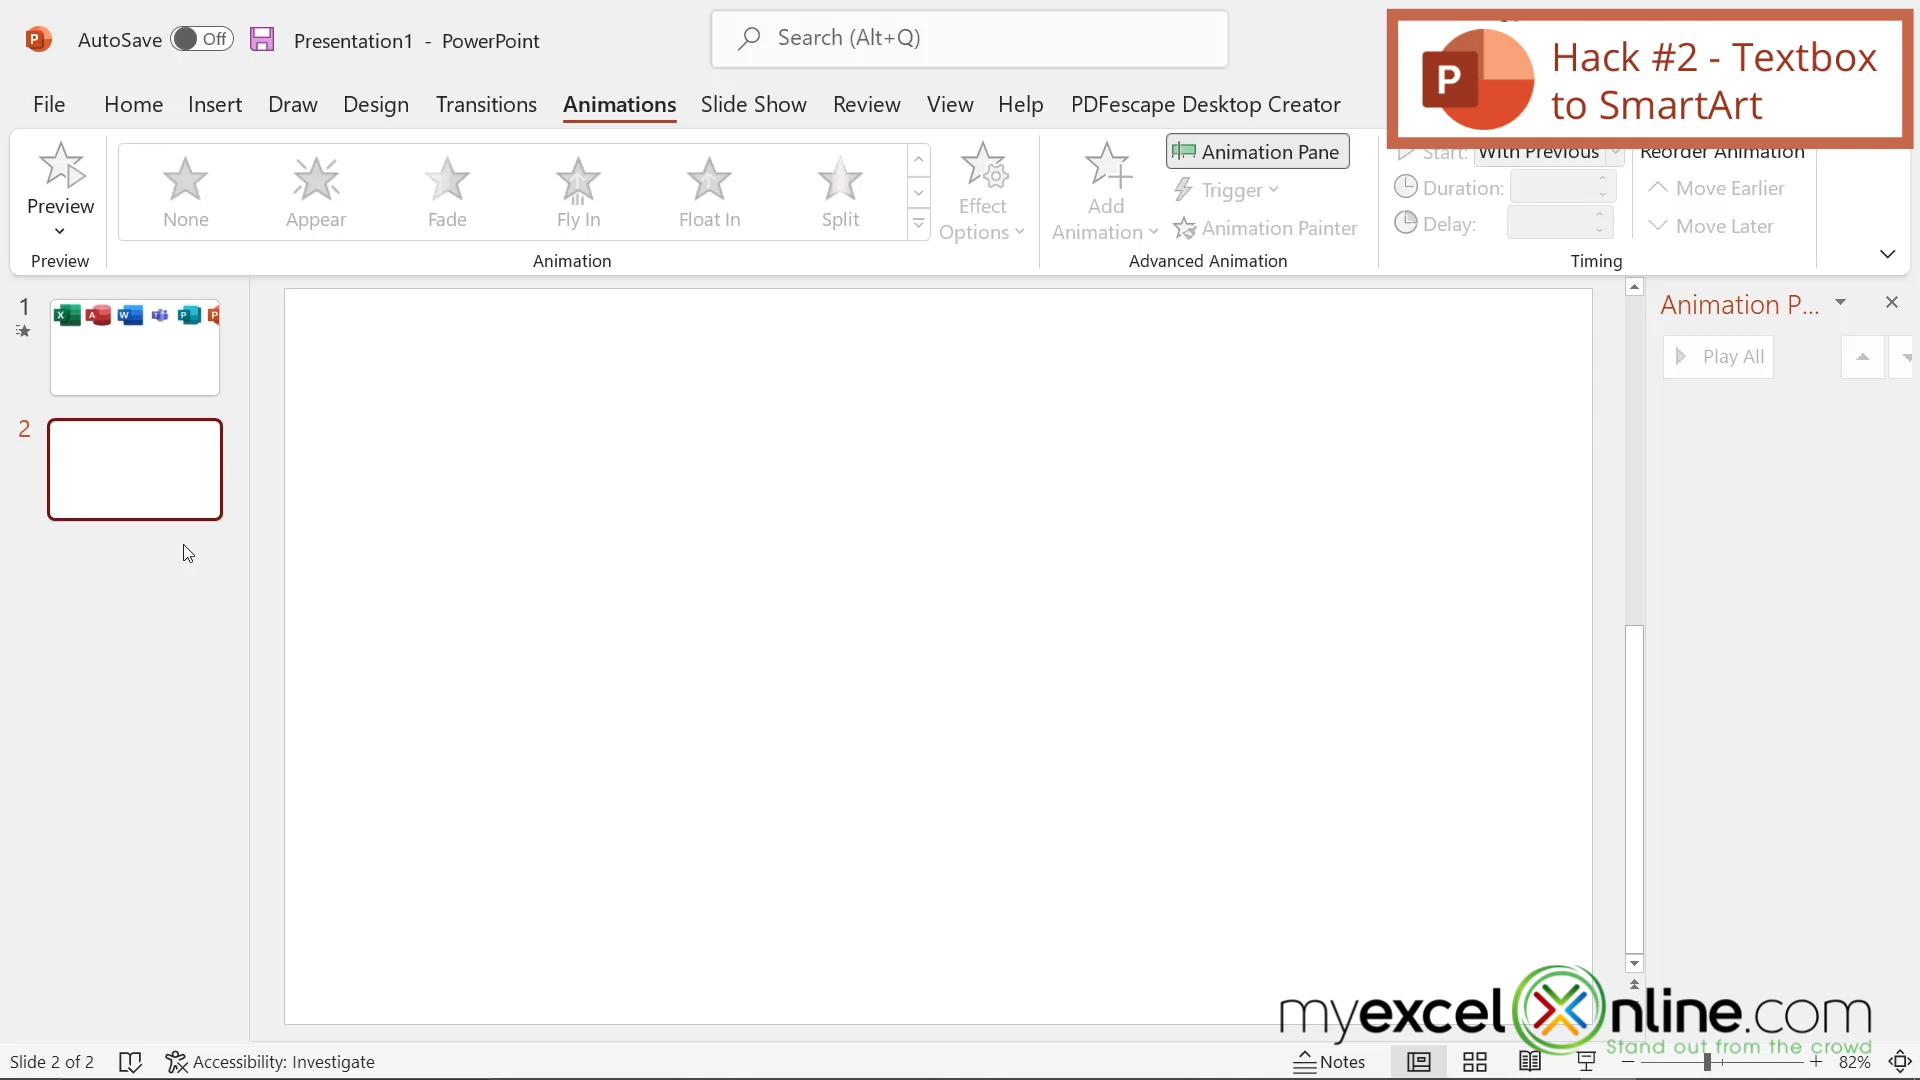 AutoSave Off Presentation1 - PowerPoint
Search (Alt+Q)
P Hack #2 - Textbox
to SmartArt
File Home Insert Draw Design Transitions Animations Slide Show Review View Help PDFescape Desktop Creator
Preview
Preview
None Appear Fade Fly In Float In Split
Animation
Effect
Options
Add
Animation
Animation Pane
Trigger
Animation Painter
Advanced Animation
Start: With Previous
Duration:
Delay:
Timing
Reorder Animation
Move Earlier
Move Later
1
2
Animation P...
Play All
myexcelonline.com
Stand out from the crowd
Slide 2 of 2 Accessibility: Investigate Notes 82%